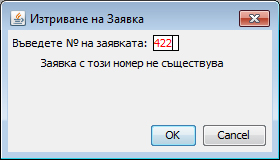 Изтриване на Заявка
Въведете № на заявката: 422
Заявка с този номер не съществува
OK Cancel